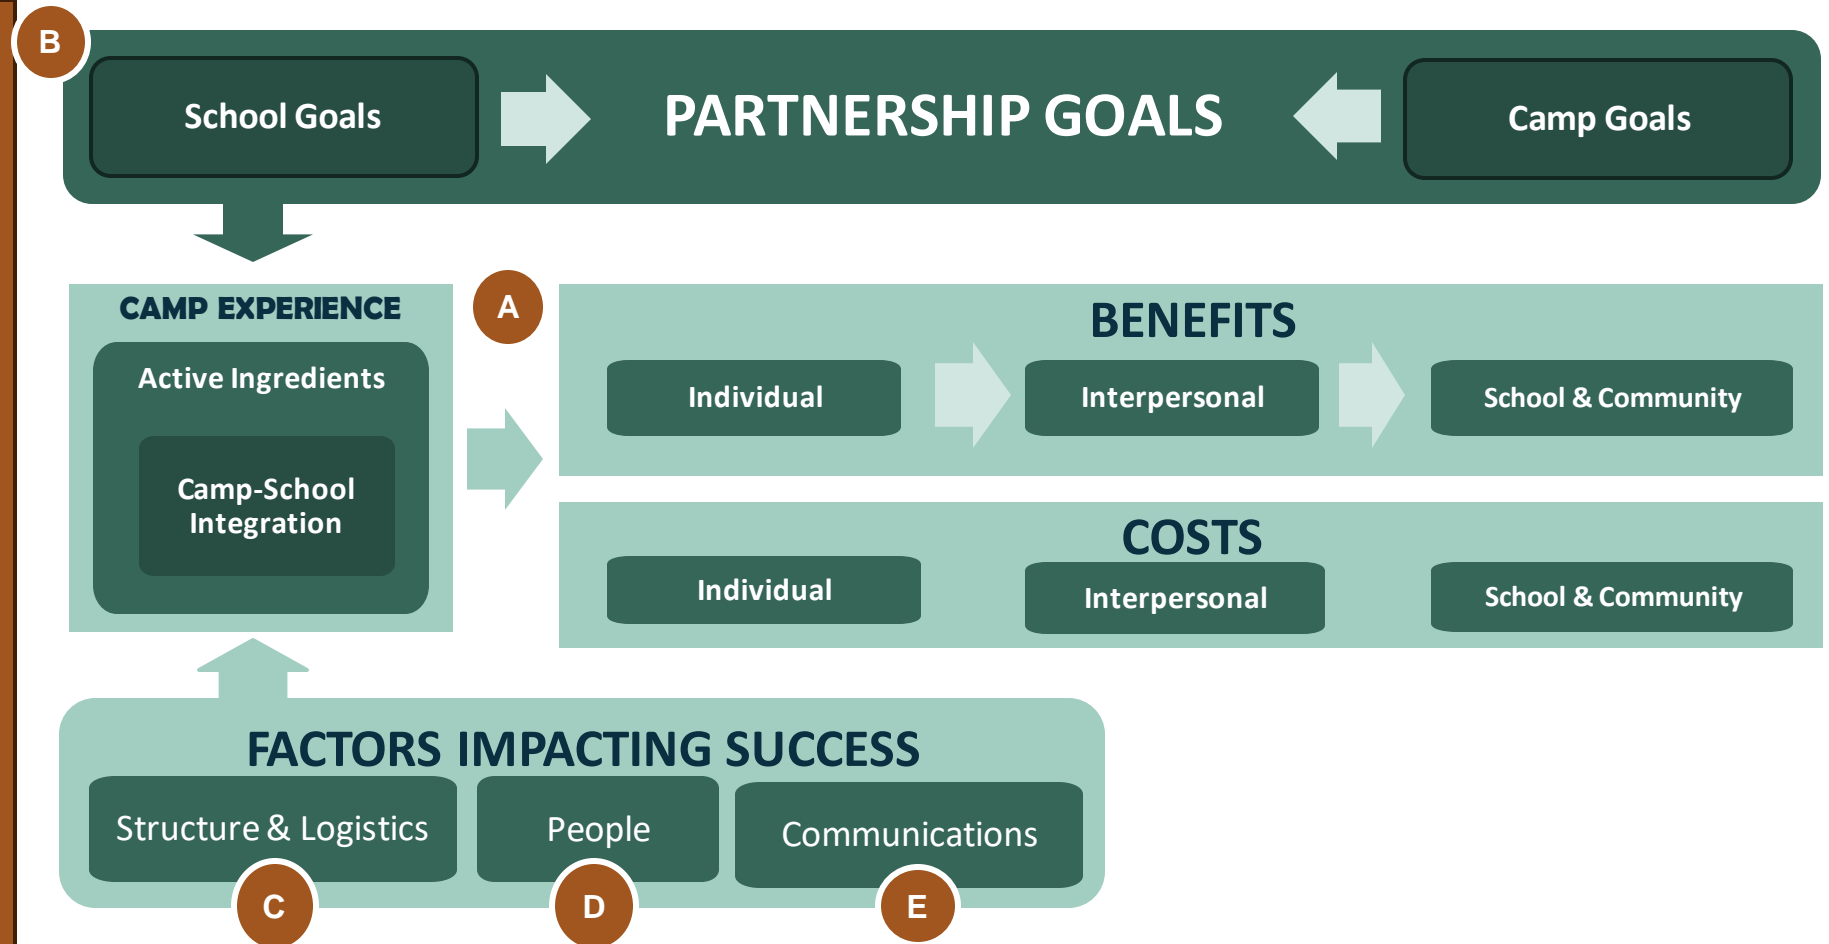 B
School Goals
PARTNERSHIP GOALS
Camp Goals
CAMP EXPERIENCE
Active Ingredients
Camp-School
Integration
A
BENEFITS
Individual
Interpersonal
School & Community
COSTS
Individual
Interpersonal
School & Community
FACTORS IMPACTING SUCCESS
Structure & Logistics
People
Communications
C
D
E